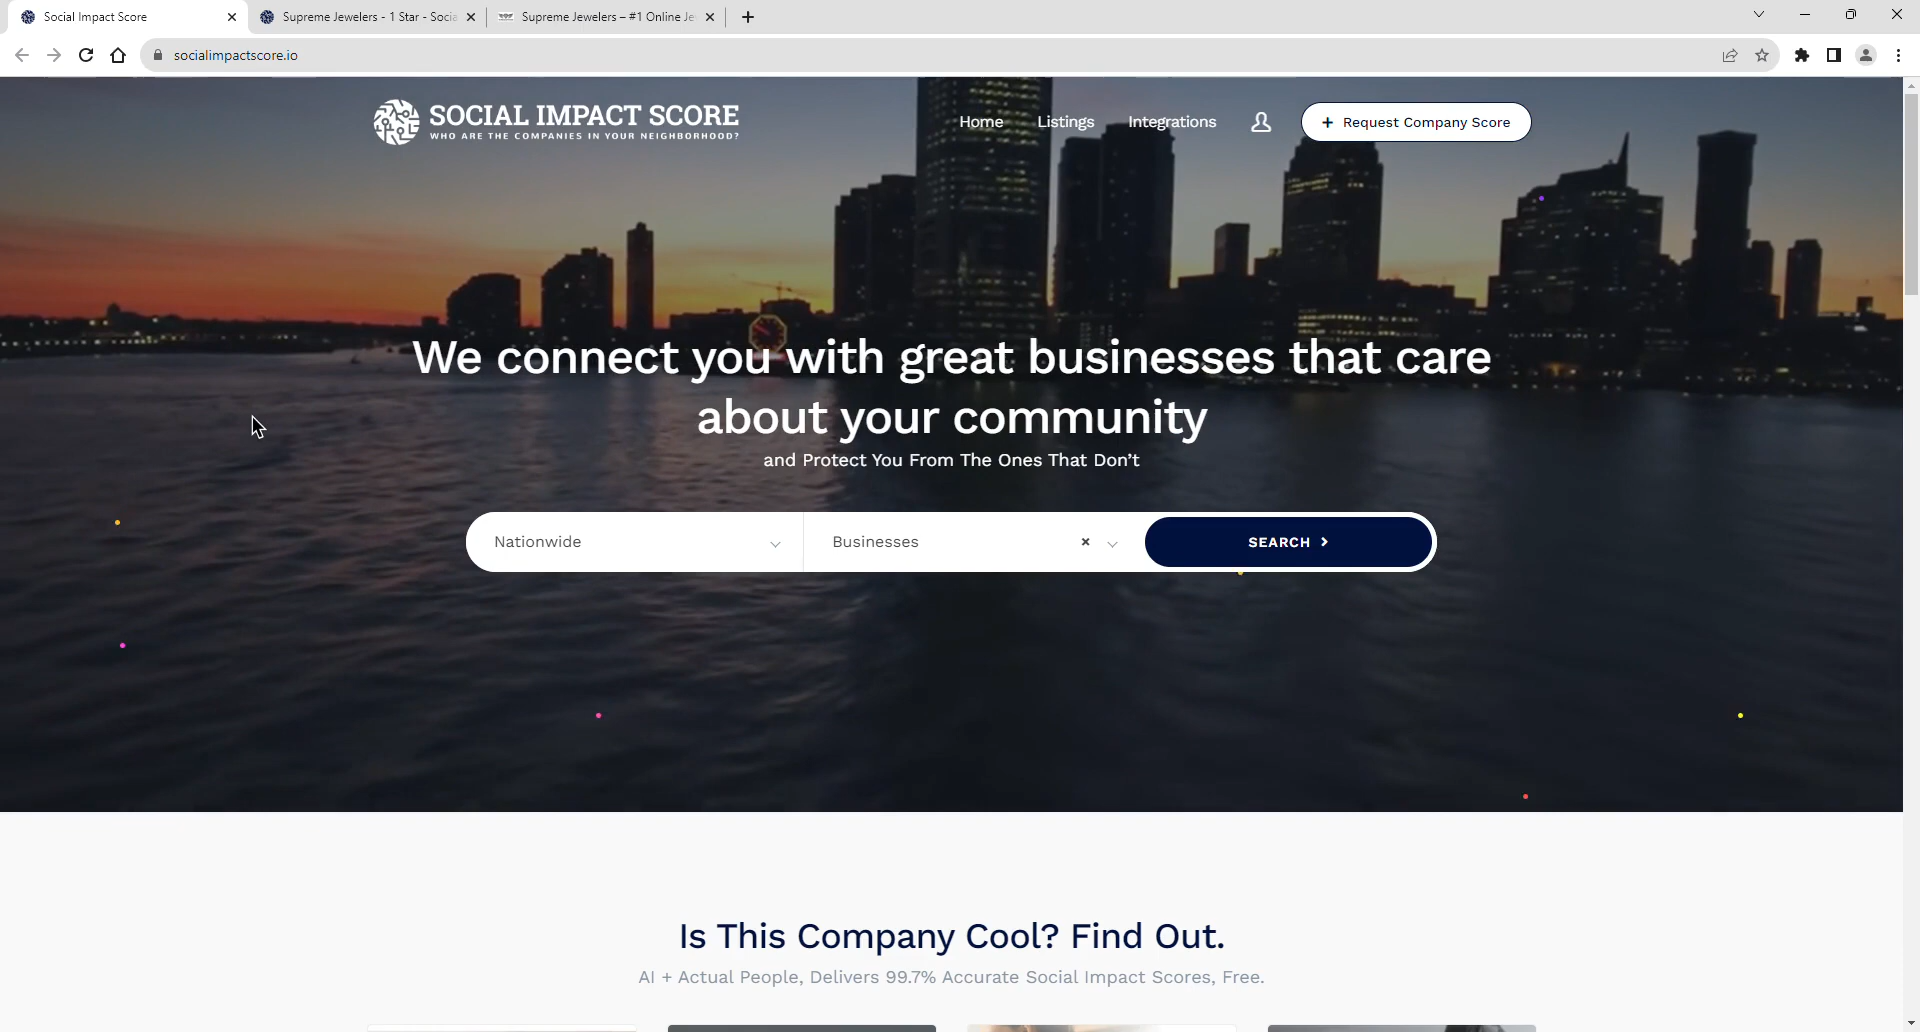 Social Impact Score
Supreme Jewelers - 1 Star - Socia
Supreme Jewelers – #1 Online Je
socialimpactscore.io
SOCIAL IMPACT SCORE
WHO ARE THE COMPANIES IN YOUR NEIGHBORHOOD?
Home
Listings
Integrations
+ Request Company Score
We connect you with great businesses that care
about your community
and Protect You From The Ones That Don’t
Nationwide
Businesses
SEARCH
Is This Company Cool? Find Out.
AI + Actual People, Delivers 99.7% Accurate Social Impact Scores, Free.